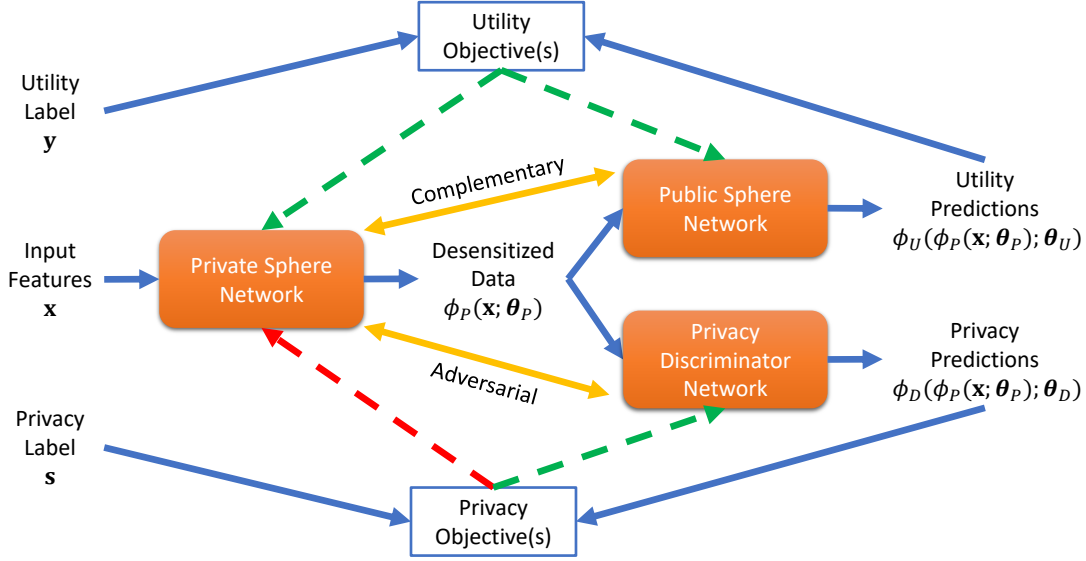 Utility
Objective(s)
Utility
Label
y
Complementary
Public Sphere
Network
Utility
Predictions
𝜙_U(𝜙_P(x; θ_P); θ_U)
Input
Features
x
Private Sphere
Network
Desensitized
Data
𝜙_P(x; θ_P)
Adversarial
Privacy
Discriminator
Network
Privacy
Predictions
𝜙_D(𝜙_P(x; θ_P); θ_D)
Privacy
Label
s
Privacy
Objective(s)